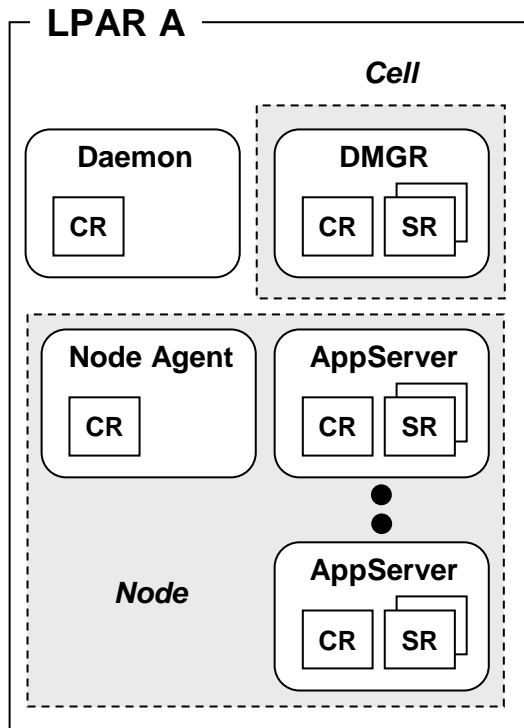 LPAR A
Cell
Daemon
CR
DMGR
CR SR
Node Agent
CR
AppServer
CR SR
Node
AppServer
CR SR